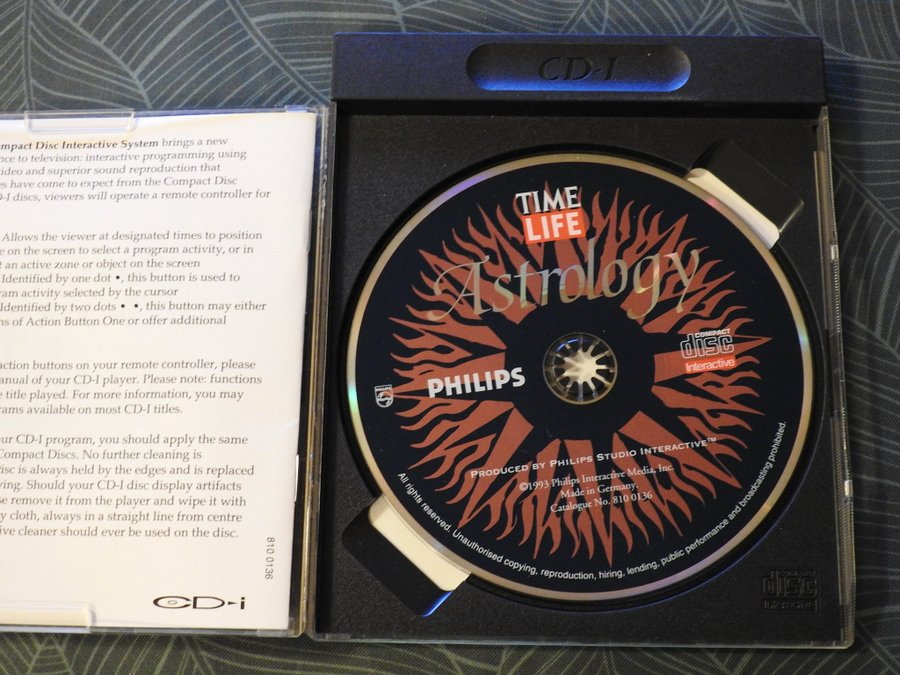 mpact Disc Interactive System brings a new
nce to television: interactive programming using
video and superior sound reproduction that
es have come to expect from the Compact Disc
D-I discs, viewers will operate a remote controller for
Allows the viewer at designated times to position
e on the screen to select a program activity, or in
t an active zone or object on the screen
Identified by one dot •, this button is used to
ram activity selected by the cursor
Identified by two dots • •, this button may either
ns of Action Button One or offer additional
action buttons on your remote controller, please
anual of your CD-I player. Please note: functions
e title played. For more information, you may
rams available on most CD-I titles.
ur CD-I program, you should apply the same
Compact Discs. No further cleaning is
isc is always held by the edges and is replaced
ying. Should your CD-I disc display artifacts
se remove it from the player and wipe it with
y cloth, always in a straight line from centre
ive cleaner should ever be used on the disc.
810 0136
CD-i
CD-I
TIME
LIFE
Astrology
COMPACT
disc
Interactive
PHILIPS
PHILIPS
PRODUCED BY PHILIPS STUDIO INTERACTIVE™
©1993 Philips Interactive Media, Inc.
Made in Germany.
Catalogue No. 810 0136
All rights reserved. Unauthorised copying, reproduction, hiring, lending, public performance and broadcasting prohibited.
COMPACT
disc
Interactive